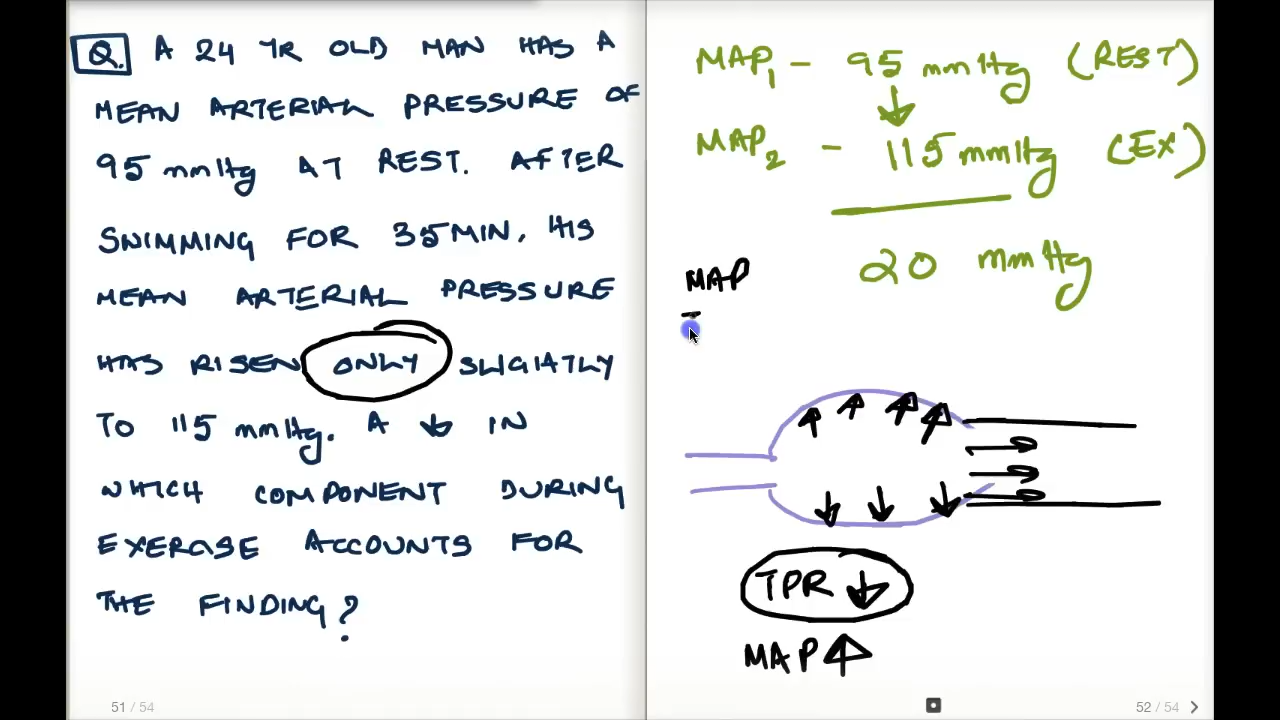 Q. A 24 YR OLD MAN HAS A
MEAN ARTERIAL PRESSURE OF
95 mmHg AT REST. AFTER
SWIMMING FOR 35 MIN, HIS
MEAN ARTERIAL PRESSURE
HAS RISEN ONLY SLIGHTLY
TO 115 mmHg. A ↓ IN
WHICH COMPONENT DURING
EXERCISE ACCOUNTS FOR
THE FINDING?
51 / 54
MAP1 - 95 mmHg (REST)
↓
MAP2 - 115 mmHg (EX)
20 mmHg
MAP
=
TPR ↓
MAP ↑
52 / 54